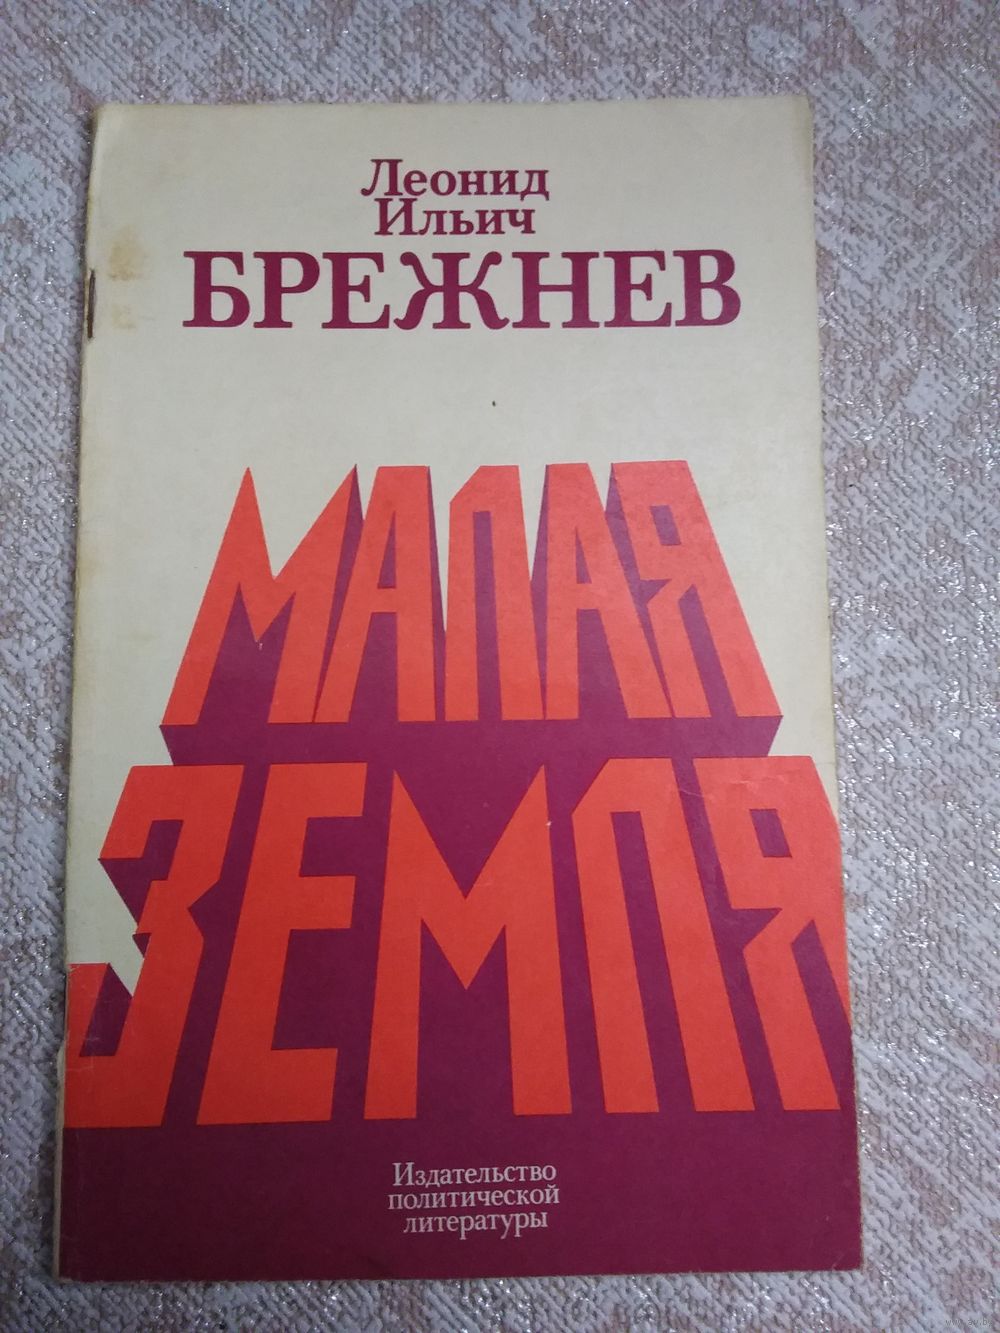 Леонид
Ильич
БРЕЖНЕВ
МАЛАЯ
ЗЕМЛЯ
Издательство
политической
литературы